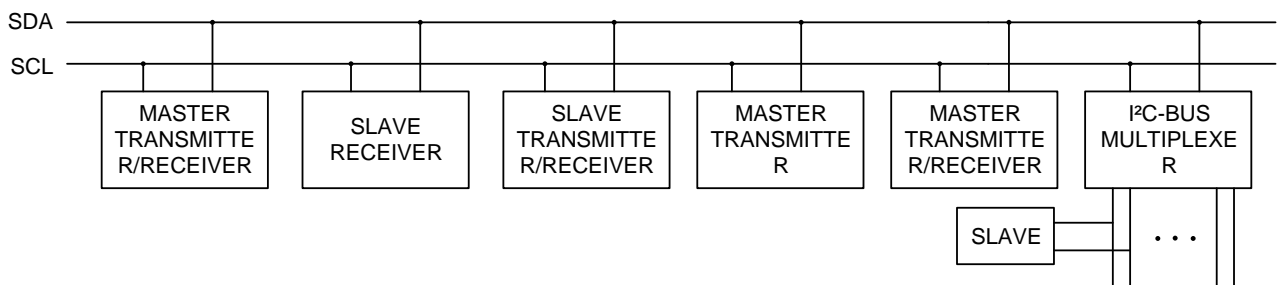 SDA
SCL
MASTER
TRANSMITTE
R/RECEIVER
SLAVE
RECEIVER
SLAVE
TRANSMITTE
R/RECEIVER
MASTER
TRANSMITTE
R
MASTER
TRANSMITTE
R/RECEIVER
I²C-BUS
MULTIPLEXE
R
SLAVE